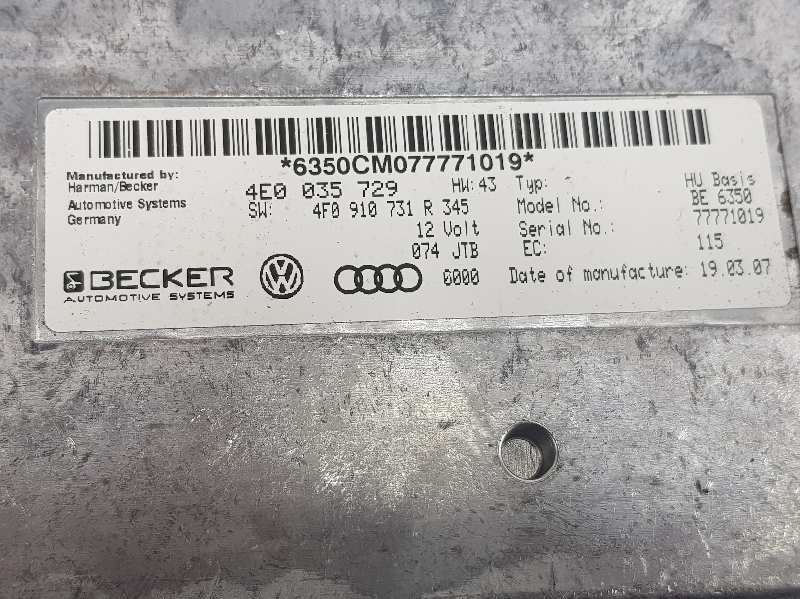 *6350CM077771019*
Manufactured by:
Harman/Becker
Automotive Systems
Germany
4E0 035 729 HW: 43
SW: 4F0 910 731 R 345
12 Volt
074 JTB
0000
Typ: HU Basis
Model No.: BE 6350
Serial No.: 77771019
EC: 115
Date of manufacture: 19.03.07
BECKER
AUTOMOTIVE SYSTEMS
VW